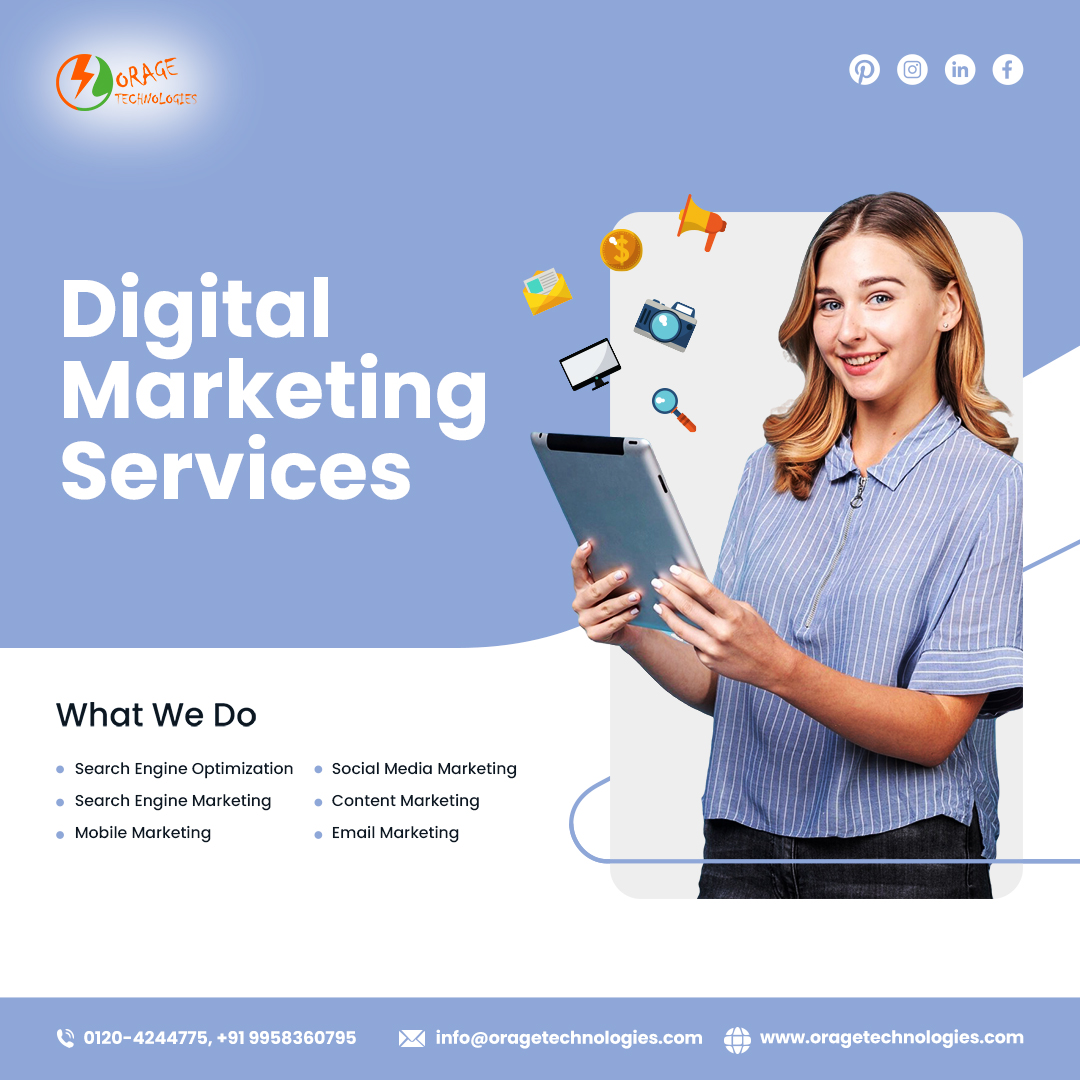 ORAGE
TECHNOLOGIES
Digital
Marketing
Services
What We Do
Search Engine Optimization
Search Engine Marketing
Mobile Marketing
Social Media Marketing
Content Marketing
Email Marketing
0120-4244775, +91 9958360795
info@oragetechnologies.com
www.oragetechnologies.com